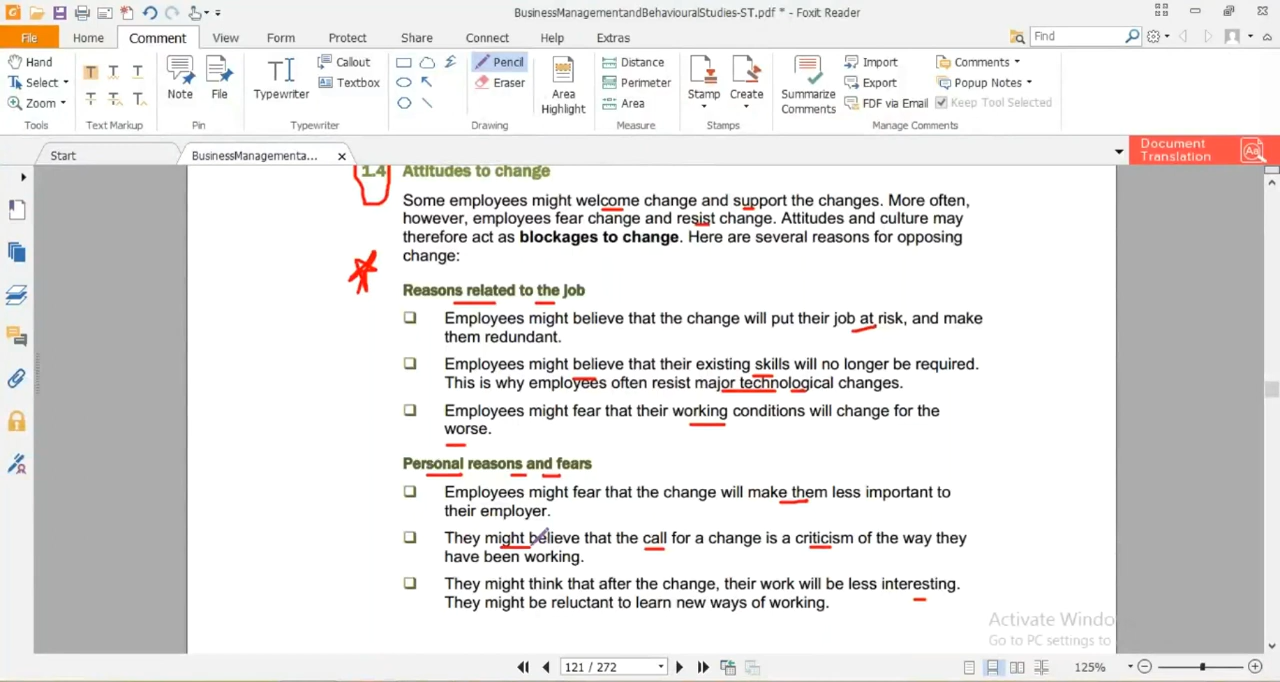 BusinessManagementandBehaviouralStudies-ST.pdf * - Foxit Reader
File Home Comment View Form Protect Share Connect Help Extras Find
Hand Select Zoom Tools
T T T T T T Text Markup
Note File Pin
Typewriter Callout Textbox Typewriter
Pencil Eraser Drawing
Area Highlight
Distance Perimeter Area Measure
Stamp Create Stamps
Summarize Comments Import Export FDF via Email Comments Popup Notes Keep Tool Selected Manage Comments
Start BusinessManagementa... Document Translation Aa
1.4 Attitudes to change
Some employees might welcome change and support the changes. More often,
however, employees fear change and resist change. Attitudes and culture may
therefore act as blockages to change. Here are several reasons for opposing
change:
Reasons related to the job
Employees might believe that the change will put their job at risk, and make
them redundant.
Employees might believe that their existing skills will no longer be required.
This is why employees often resist major technological changes.
Employees might fear that their working conditions will change for the
worse.
Personal reasons and fears
Employees might fear that the change will make them less important to
their employer.
They might believe that the call for a change is a criticism of the way they
have been working.
They might think that after the change, their work will be less interesting.
They might be reluctant to learn new ways of working.
Activate Windo
Go to PC settings to
121 / 272 125%